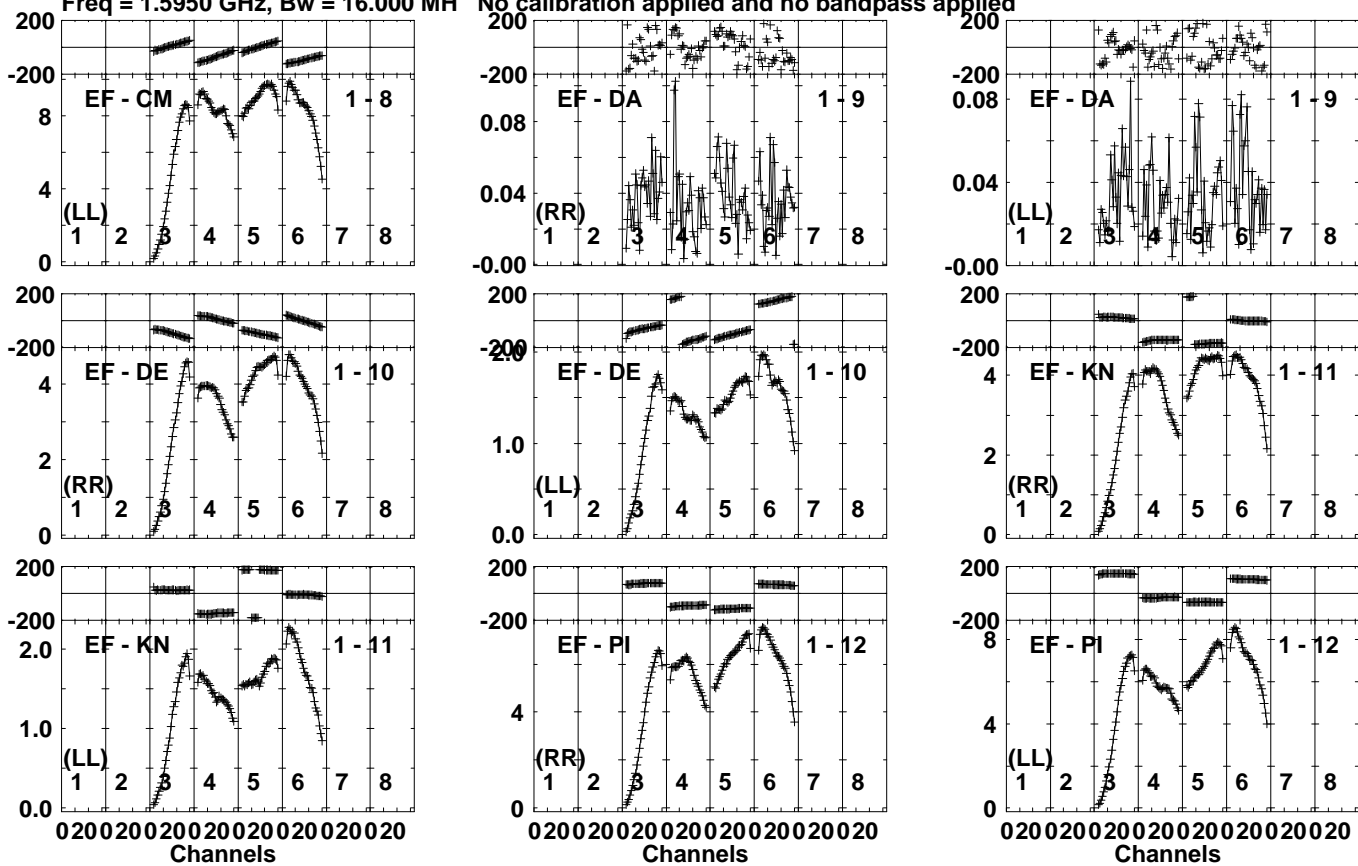 Freq = 1.5950 GHz, Bw = 16.000 MH No calibration applied and no bandpass applied
200
-200
EF - CM 1 - 8
8
4
(LL)
1 2 3 4 5 6 7 8
0
200
-200
EF - DA 1 - 9
0.08
0.04
(RR)
1 2 3 4 5 6 7 8
-0.00
200
-200
EF - DA 1 - 9
0.08
0.04
(LL)
1 2 3 4 5 6 7 8
-0.00
200
-200
EF - DE 1 - 10
4
2
(RR)
1 2 3 4 5 6 7 8
0
200
-200
2.0
EF - DE 1 - 10
1.0
(LL)
1 2 3 4 5 6 7 8
0.0
200
-200
EF - KN 1 - 11
4
2
(RR)
1 2 3 4 5 6 7 8
0
200
-200
EF - KN 1 - 11
2.0
1.0
(LL)
1 2 3 4 5 6 7 8
0.0
0 20 0 20 0 20 0 20 0 20 0 20 0 20 0 20
Channels
200
-200
EF - PI 1 - 12
4
(RR)
1 2 3 4 5 6 7 8
0
0 20 0 20 0 20 0 20 0 20 0 20 0 20 0 20
Channels
200
-200
EF - PI 1 - 12
8
4
(LL)
1 2 3 4 5 6 7 8
0
0 20 0 20 0 20 0 20 0 20 0 20 0 20 0 20
Channels